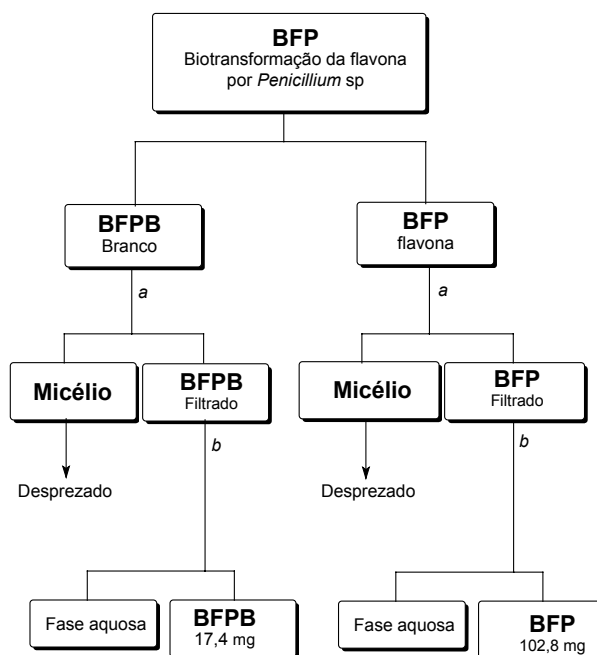 BFP
Biotransformação da flavona
por Penicillium sp
BFPB
Branco
BFP
flavona
a
a
Micélio
BFPB
Filtrado
Micélio
BFP
Filtrado
b
b
Desprezado
Desprezado
Fase aquosa
BFPB
17,4 mg
Fase aquosa
BFP
102,8 mg